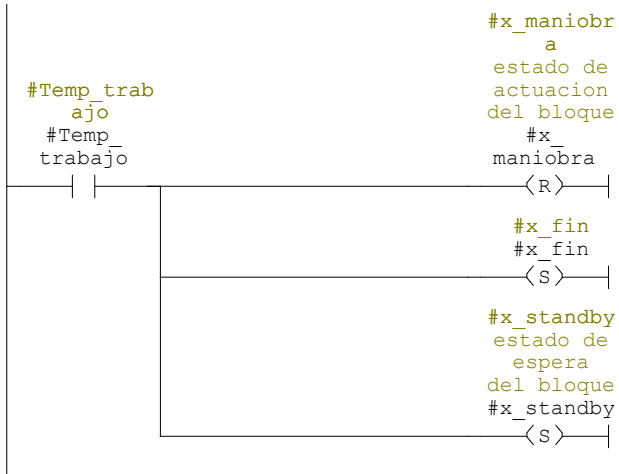 #x_maniobr
a
estado de
actuacion
del bloque
#x_
maniobra
#Temp_trab
ajo
#Temp_
trabajo
R
#x_fin
#x_fin
S
#x_standby
estado de
espera
del bloque
#x_standby
S